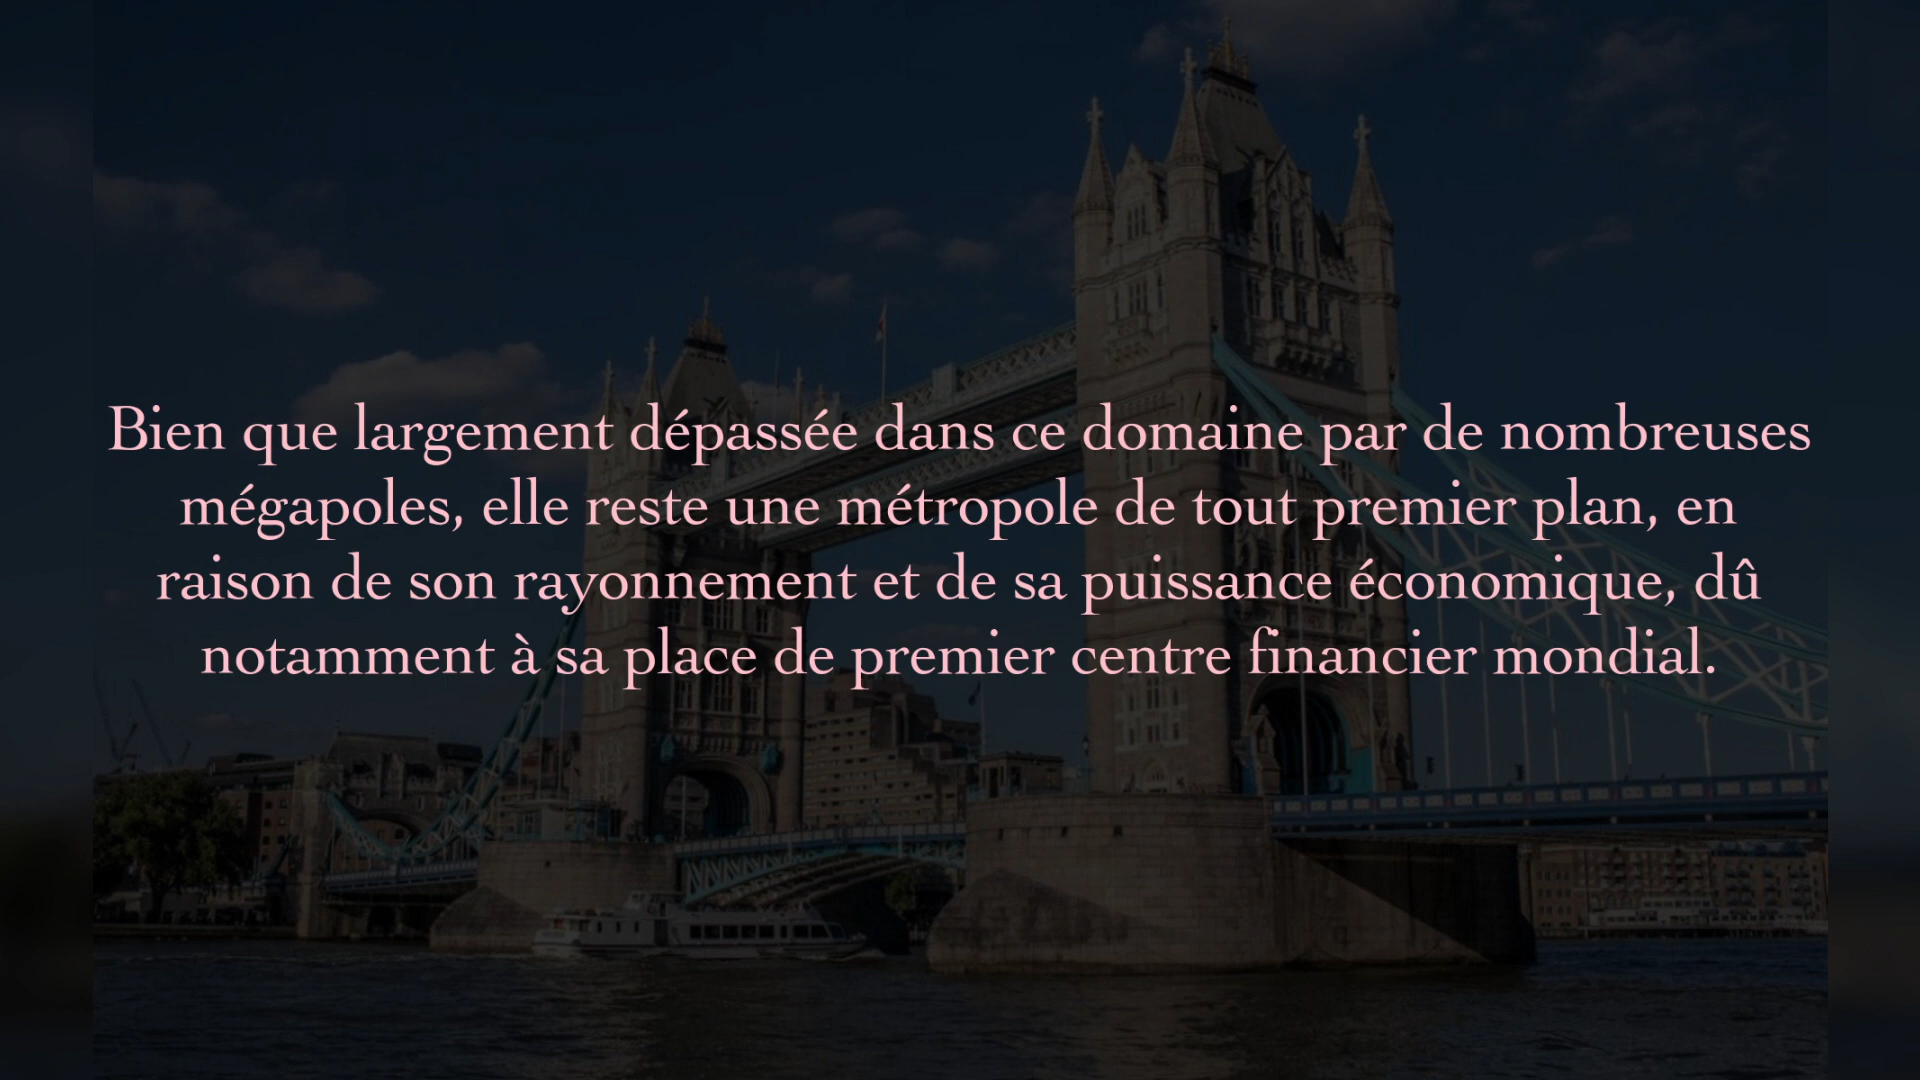 Bien que largement dépassée dans ce domaine par de nombreuses
mégapoles, elle reste une métropole de tout premier plan, en
raison de son rayonnement et de sa puissance économique, dû
notamment à sa place de premier centre financier mondial.